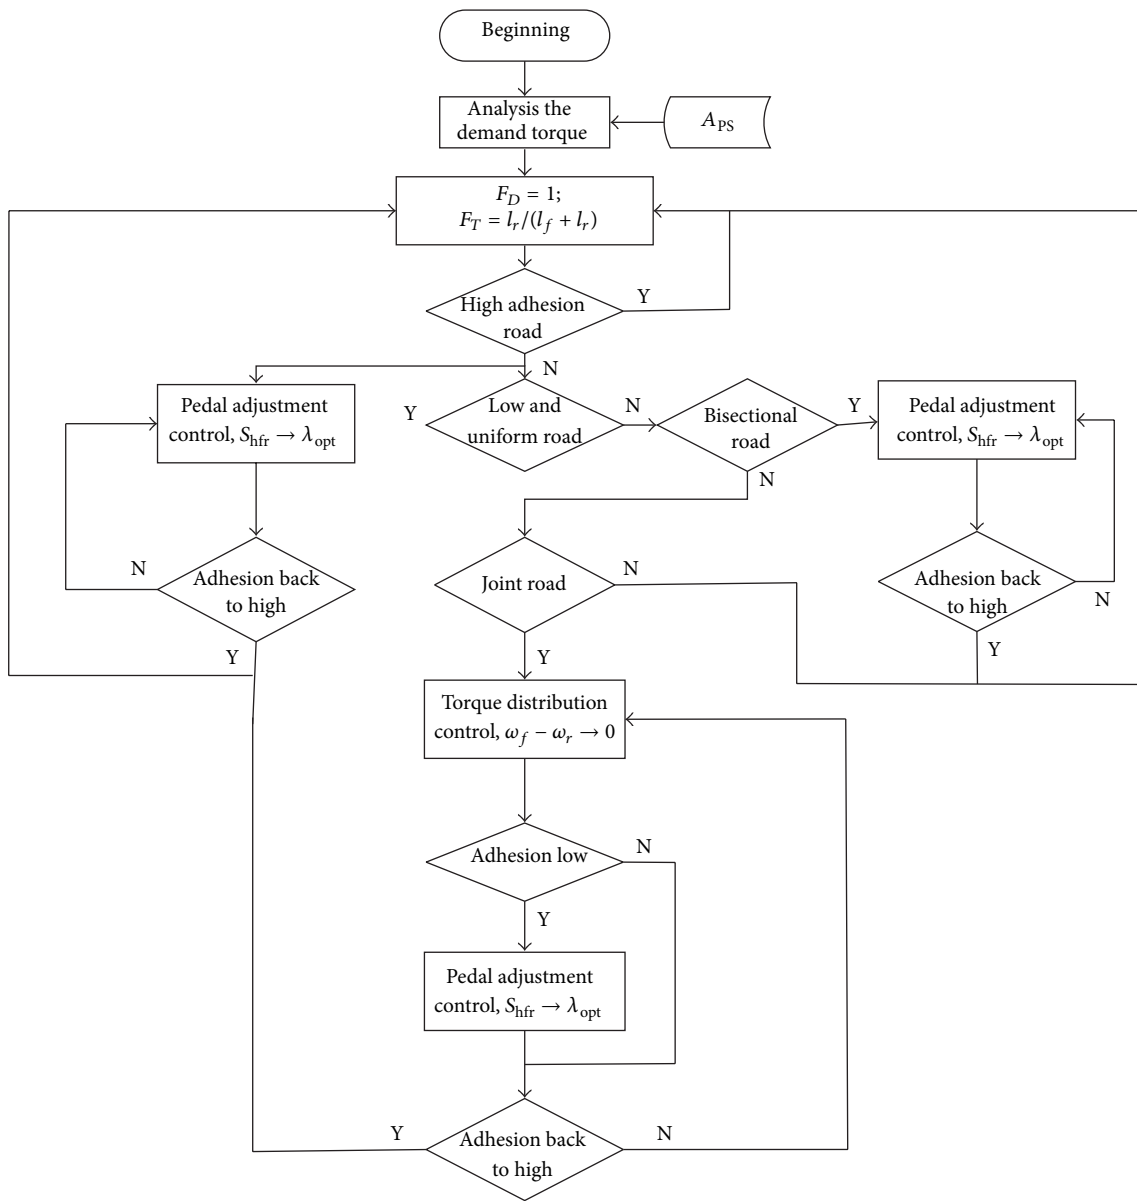 Beginning
Analysis the
demand torque
A_PS
F_D = 1;
F_T = l_r/(l_f + l_r)
High adhesion
road
Y
N
Pedal adjustment
control, S_hfr → λ_opt
Y
Low and
uniform road
N
Bisectional
road
Y
Pedal adjustment
control, S_hfr → λ_opt
N
N
Adhesion back
to high
Y
Joint road
N
Adhesion back
to high
N
Y
Y
Torque distribution
control, ω_f − ω_r → 0
Adhesion low
N
Y
Pedal adjustment
control, S_hfr → λ_opt
Y
Adhesion back
to high
N